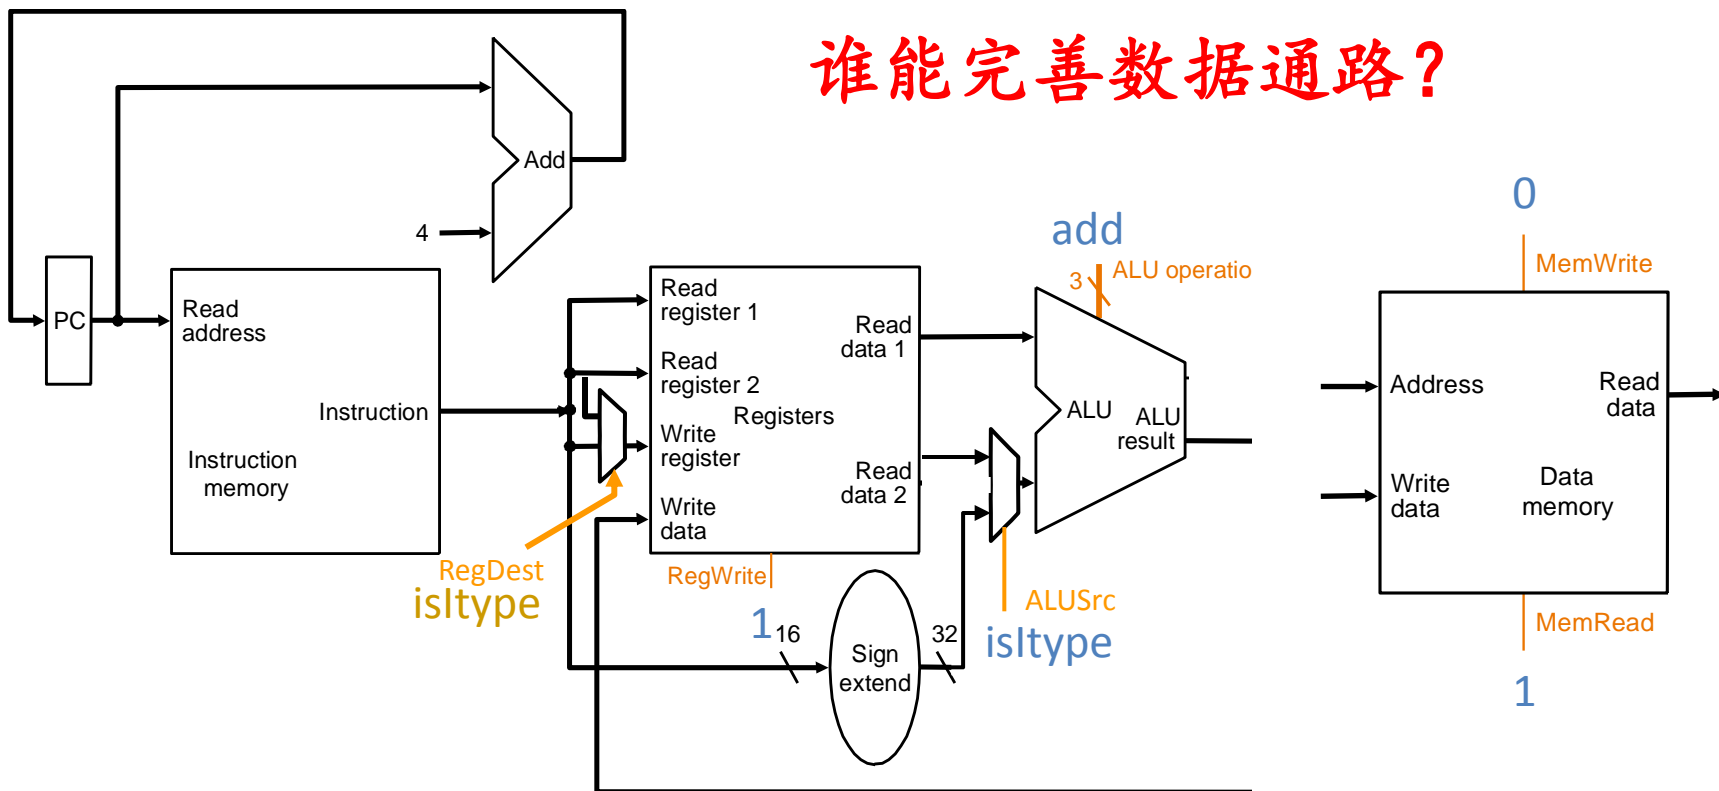 谁能完善数据通路?
Add
4
PC
Read
address
Instruction
Instruction
memory
RegDest
isItype
Read
register 1
Read
register 2
Registers
Write
register
Write
data
Read
data 1
Read
data 2
RegWrite
1
16
Sign
extend
32
add
3
ALU operatio
ALU
ALU
result
ALUSrc
isItype
0
MemWrite
Address
Read
data
Write
data
Data
memory
MemRead
1